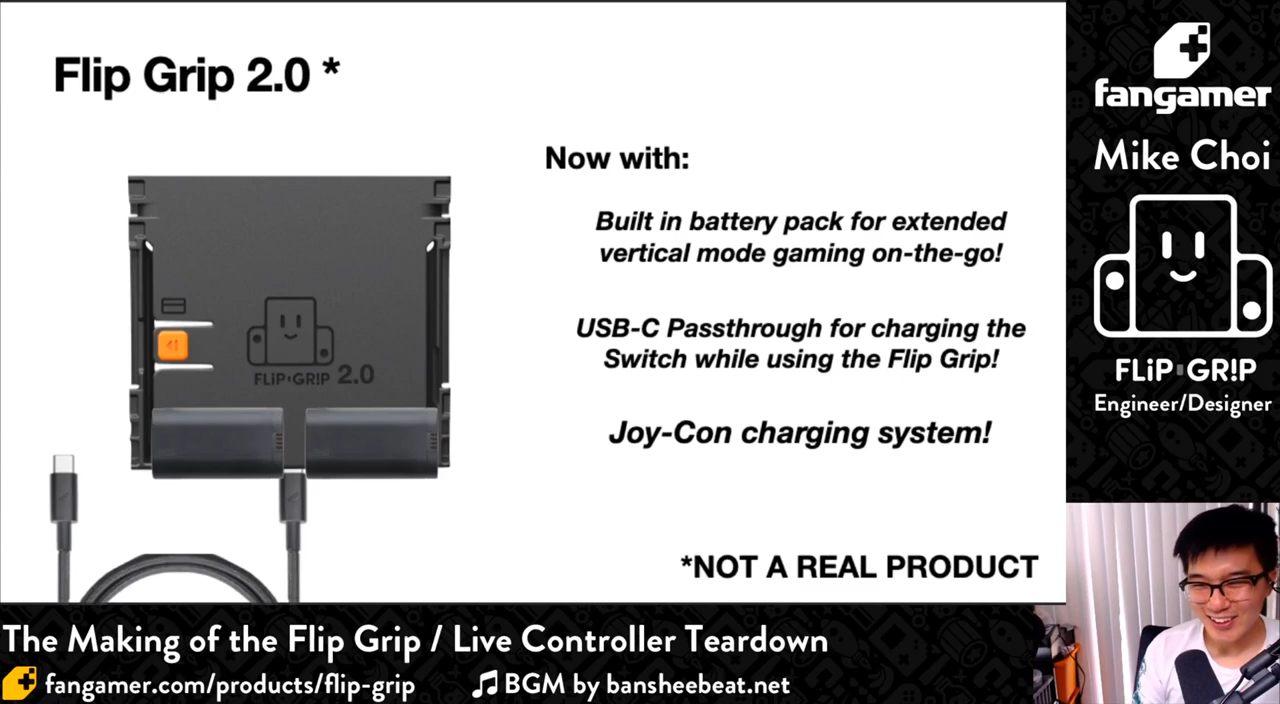 Flip Grip 2.0 *
Now with:
Built in battery pack for extended
vertical mode gaming on-the-go!
USB-C Passthrough for charging the
Switch while using the Flip Grip!
Joy-Con charging system!
FLiP GR!P 2.0
*NOT A REAL PRODUCT
fangamer
Mike Choi
FLiP GR!P
Engineer/Designer
The Making of the Flip Grip / Live Controller Teardown
fangamer.com/products/flip-grip
BGM by bansheebeat.net